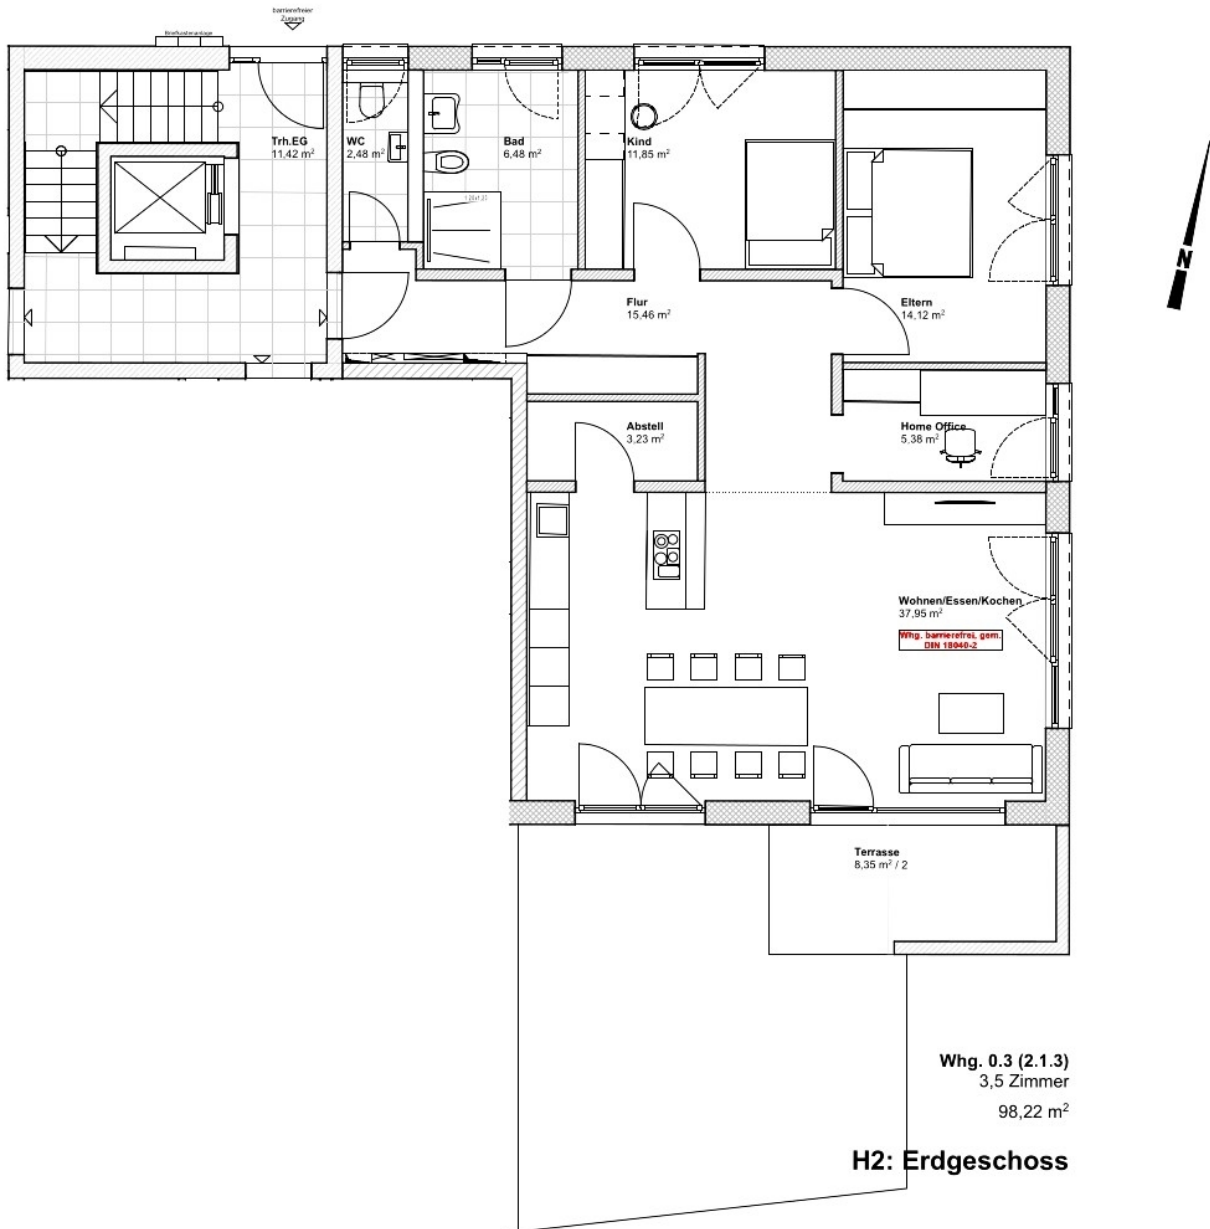 barrierefreier
Zugang
Briefkastenanlage
Trh.EG
11,42 m²
WC
2,48 m²
Bad
6,48 m²
Kind
11,85 m²
Flur
15,46 m²
Eltern
14,12 m²
N
Abstell
3,23 m²
Home Office
5,38 m²
Wohnen/Essen/Kochen
37,95 m²
Whg. barrierefrei, gem.
DIN 18040-2
Terrasse
8,35 m² / 2
Whg. 0.3 (2.1.3)
3,5 Zimmer
98,22 m²
H2: Erdgeschoss